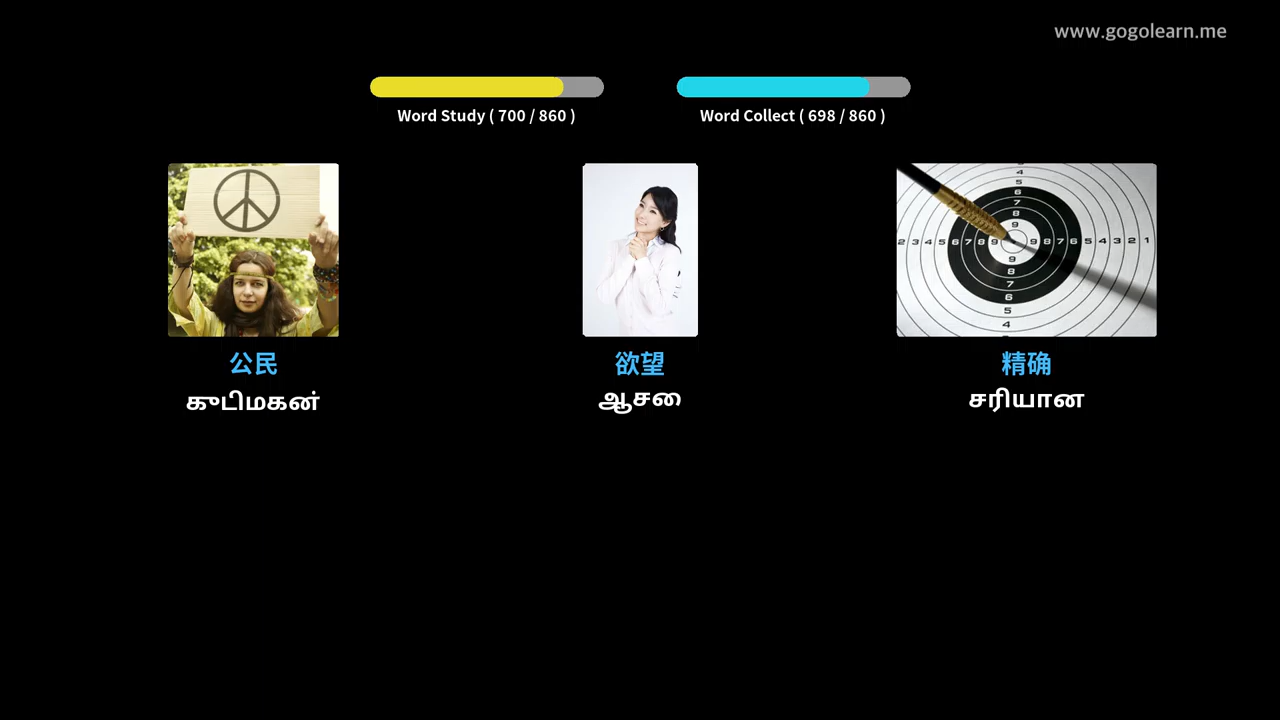 www.gogolearn.me
Word Study ( 700 / 860 )
Word Collect ( 698 / 860 )
公民
குடிமகன்
欲望
ஆசை
精确
சரியான